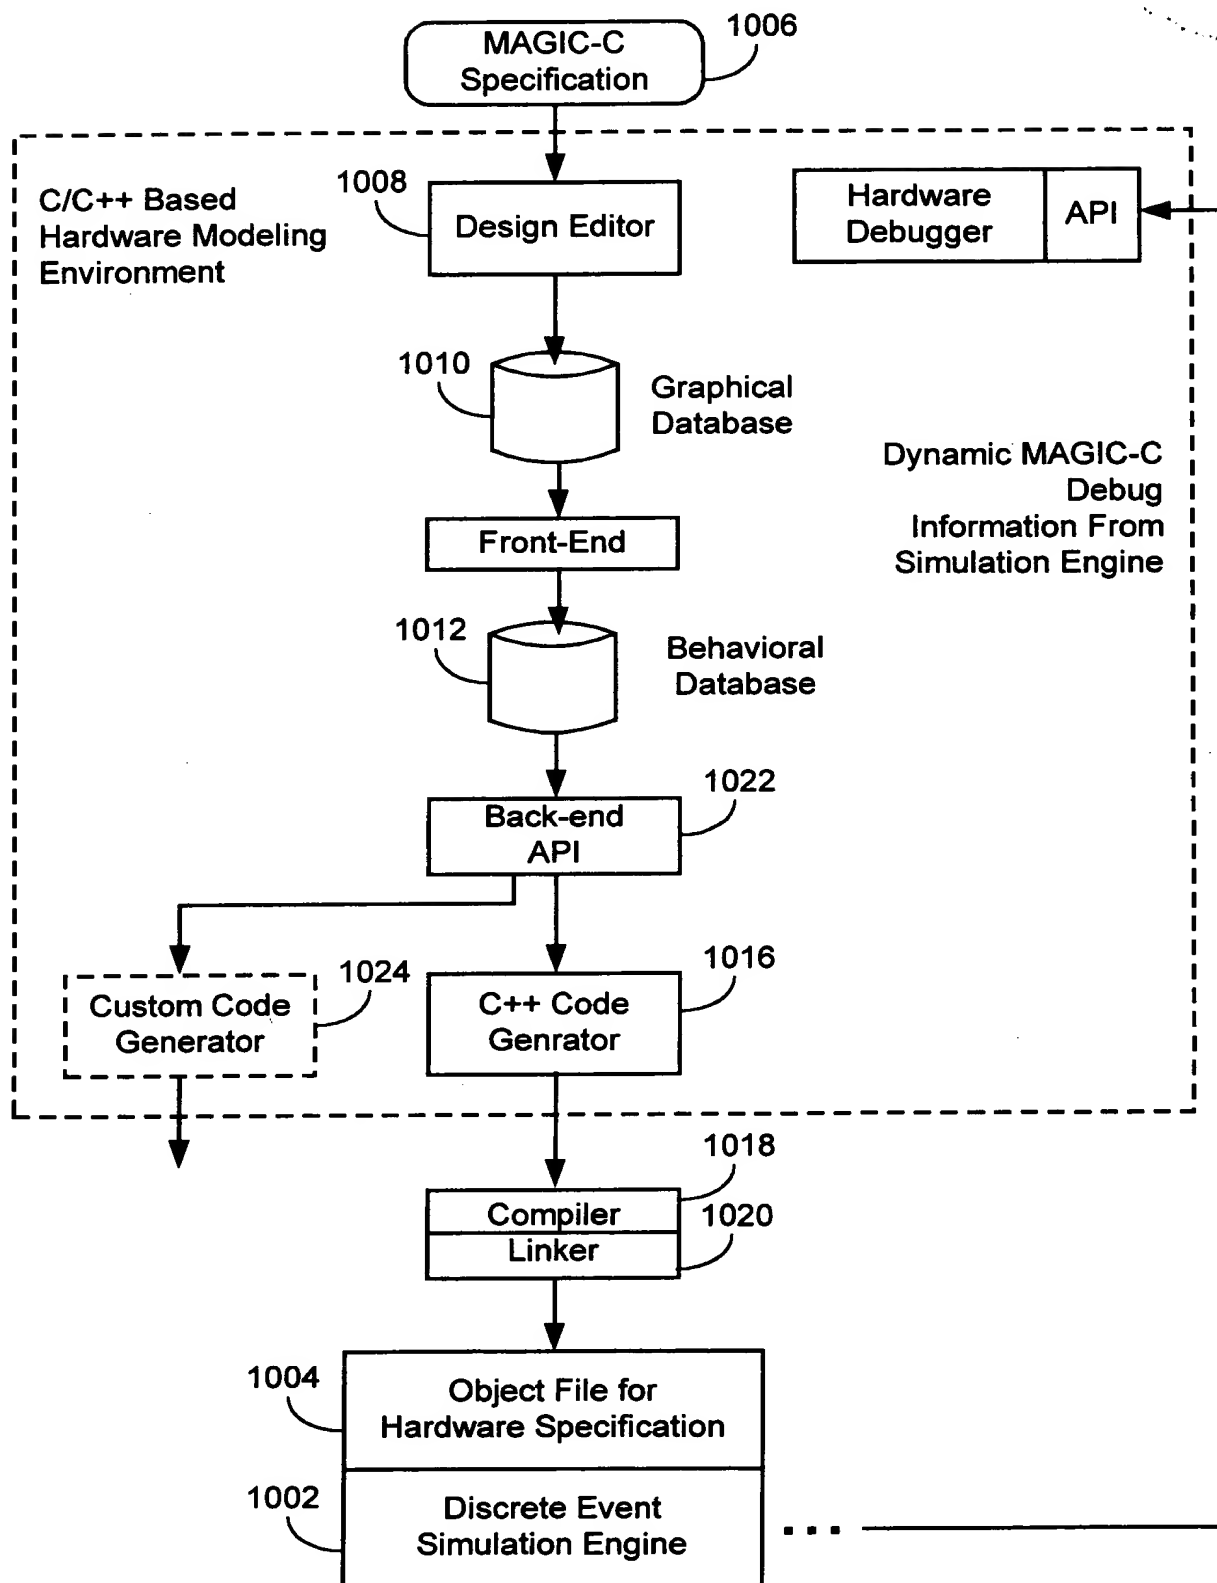 MAGIC-C
Specification
1006
C/C++ Based
Hardware Modeling
Environment
1008
Design Editor
Hardware
Debugger
API
1010
Graphical
Database
Dynamic MAGIC-C
Debug
Information From
Simulation Engine
Front-End
1012
Behavioral
Database
1022
Back-end
API
1024
Custom Code
Generator
1016
C++ Code
Genrator
1018
Compiler
1020
Linker
1004
Object File for
Hardware Specification
1002
Discrete Event
Simulation Engine